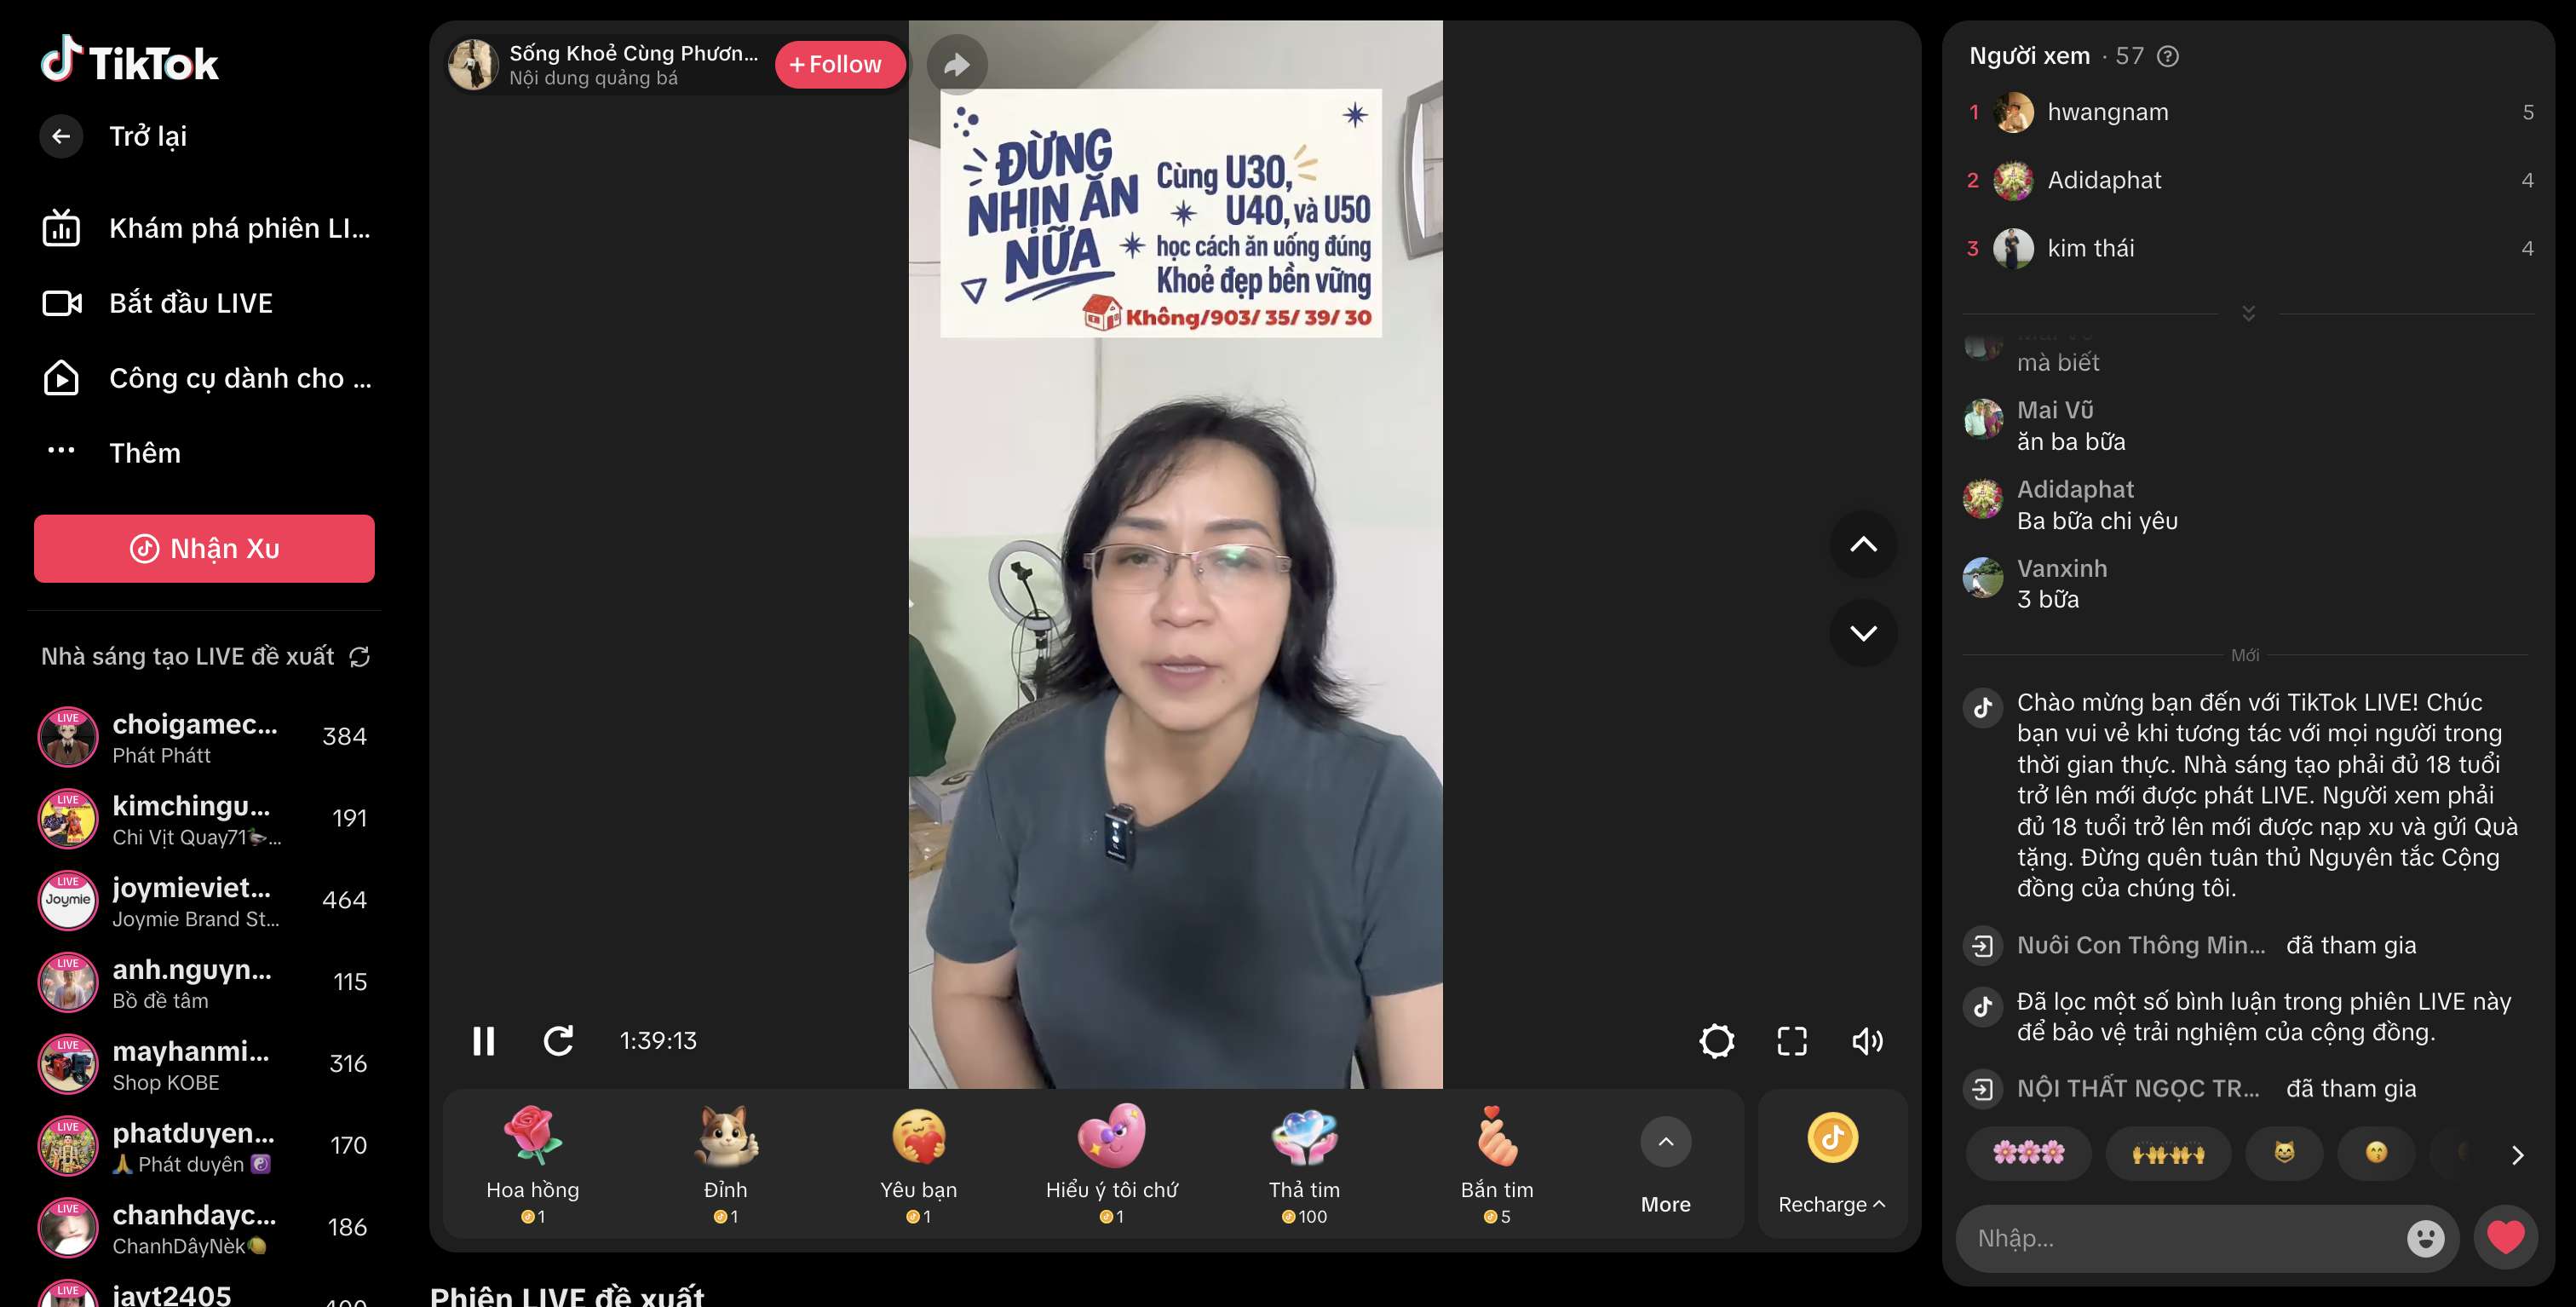 TikTok
Trở lại
Khám phá phiên LI...
Bắt đầu LIVE
Công cụ dành cho ...
Thêm
Nhận Xu
Nhà sáng tạo LIVE đề xuất
LIVE
choigamec...
Phát Phátt
384
LIVE
kimchingu...
Chi Vịt Quay71🦆...
191
LIVE
Joymie
joymieviet...
Joymie Brand St...
464
LIVE
anh.nguyn...
Bồ đề tâm
115
LIVE
mayhanmi...
Shop KOBE
316
LIVE
phatduyen...
🙏 Phát duyên ☯️
170
LIVE
chanhdayc...
ChanhDâyNèk🍋
186
LIVE
jayt2405
Sống Khoẻ Cùng Phươn...
Nội dung quảng bá
+ Follow
ĐỪNG
NHỊN ĂN
NỮA
Cùng U30,
U40, và U50
học cách ăn uống đúng
Khoẻ đẹp bền vững
Không/903/ 35/ 39/ 30
1:39:13
Hoa hồng
1
Đỉnh
1
Yêu bạn
1
Hiểu ý tôi chứ
1
Thả tim
100
Bắn tim
5
More
Recharge
Phiên LIVE đề xuất
Người xem · 57
1 hwangnam 5
2 Adidaphat 4
3 kim thái 4
mà biết
Mai Vũ
ăn ba bữa
Adidaphat
Ba bữa chi yêu
Vanxinh
3 bữa
Mới
Chào mừng bạn đến với TikTok LIVE! Chúc
bạn vui vẻ khi tương tác với mọi người trong
thời gian thực. Nhà sáng tạo phải đủ 18 tuổi
trở lên mới được phát LIVE. Người xem phải
đủ 18 tuổi trở lên mới được nạp xu và gửi Quà
tặng. Đừng quên tuân thủ Nguyên tắc Cộng
đồng của chúng tôi.
Nuôi Con Thông Min... đã tham gia
Đã lọc một số bình luận trong phiên LIVE này
để bảo vệ trải nghiệm của cộng đồng.
NỘI THẤT NGỌC TR... đã tham gia
🌸🌸🌸 🙌🙌🙌 😸 😙
Nhập...